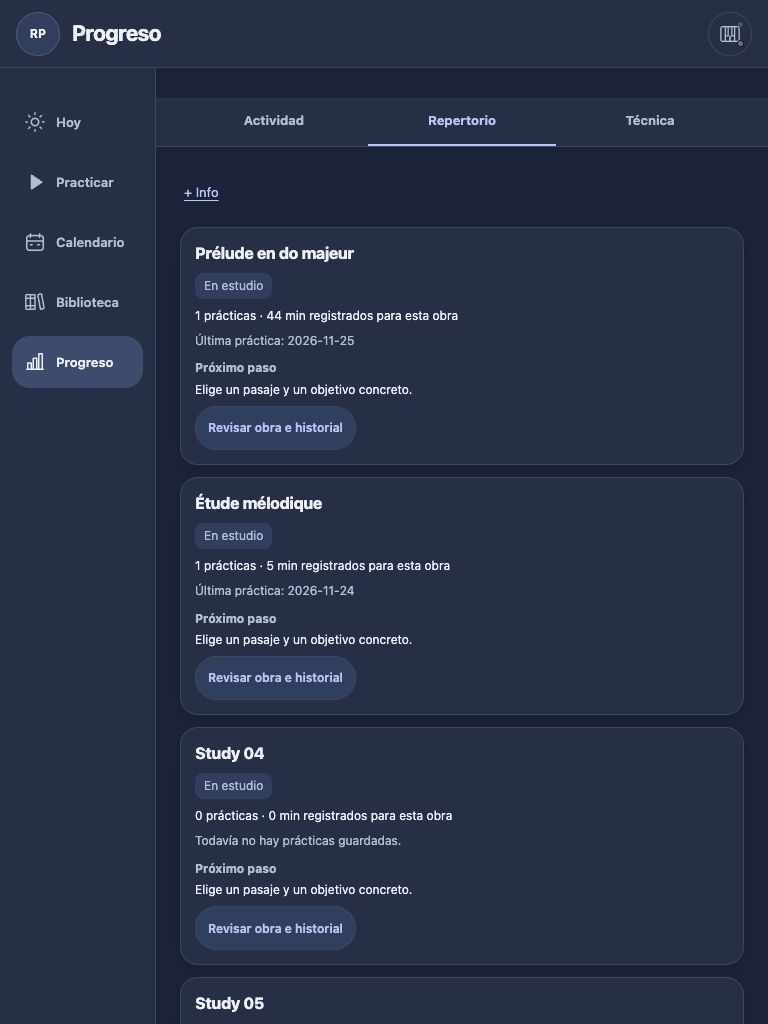 RP
Progreso
Hoy
Practicar
Calendario
Biblioteca
Progreso
Actividad
Repertorio
Técnica
+ Info
Prélude en do majeur
En estudio
1 prácticas · 44 min registrados para esta obra
Última práctica: 2026-11-25
Próximo paso
Elige un pasaje y un objetivo concreto.
Revisar obra e historial
Étude mélodique
En estudio
1 prácticas · 5 min registrados para esta obra
Última práctica: 2026-11-24
Próximo paso
Elige un pasaje y un objetivo concreto.
Revisar obra e historial
Study 04
En estudio
0 prácticas · 0 min registrados para esta obra
Todavía no hay prácticas guardadas.
Próximo paso
Elige un pasaje y un objetivo concreto.
Revisar obra e historial
Study 05